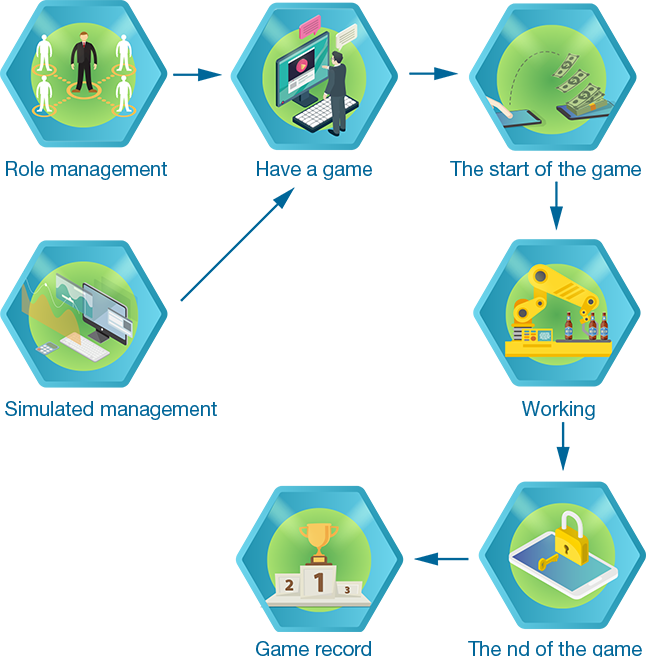 Role management
Have a game
The start of the game
Simulated management
Working
2
1
3
?
Game record
The nd of the game